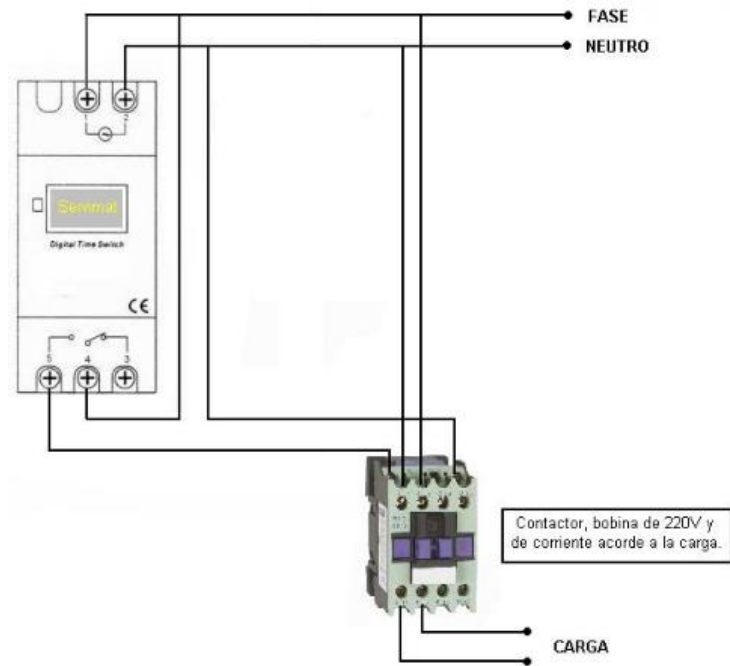 FASE
NEUTRO
1 2
Semmat
Digital Time Switch
CE
5 4 3
Contactor, bobina de 220V y
de corriente acorde a la carga.
CARGA